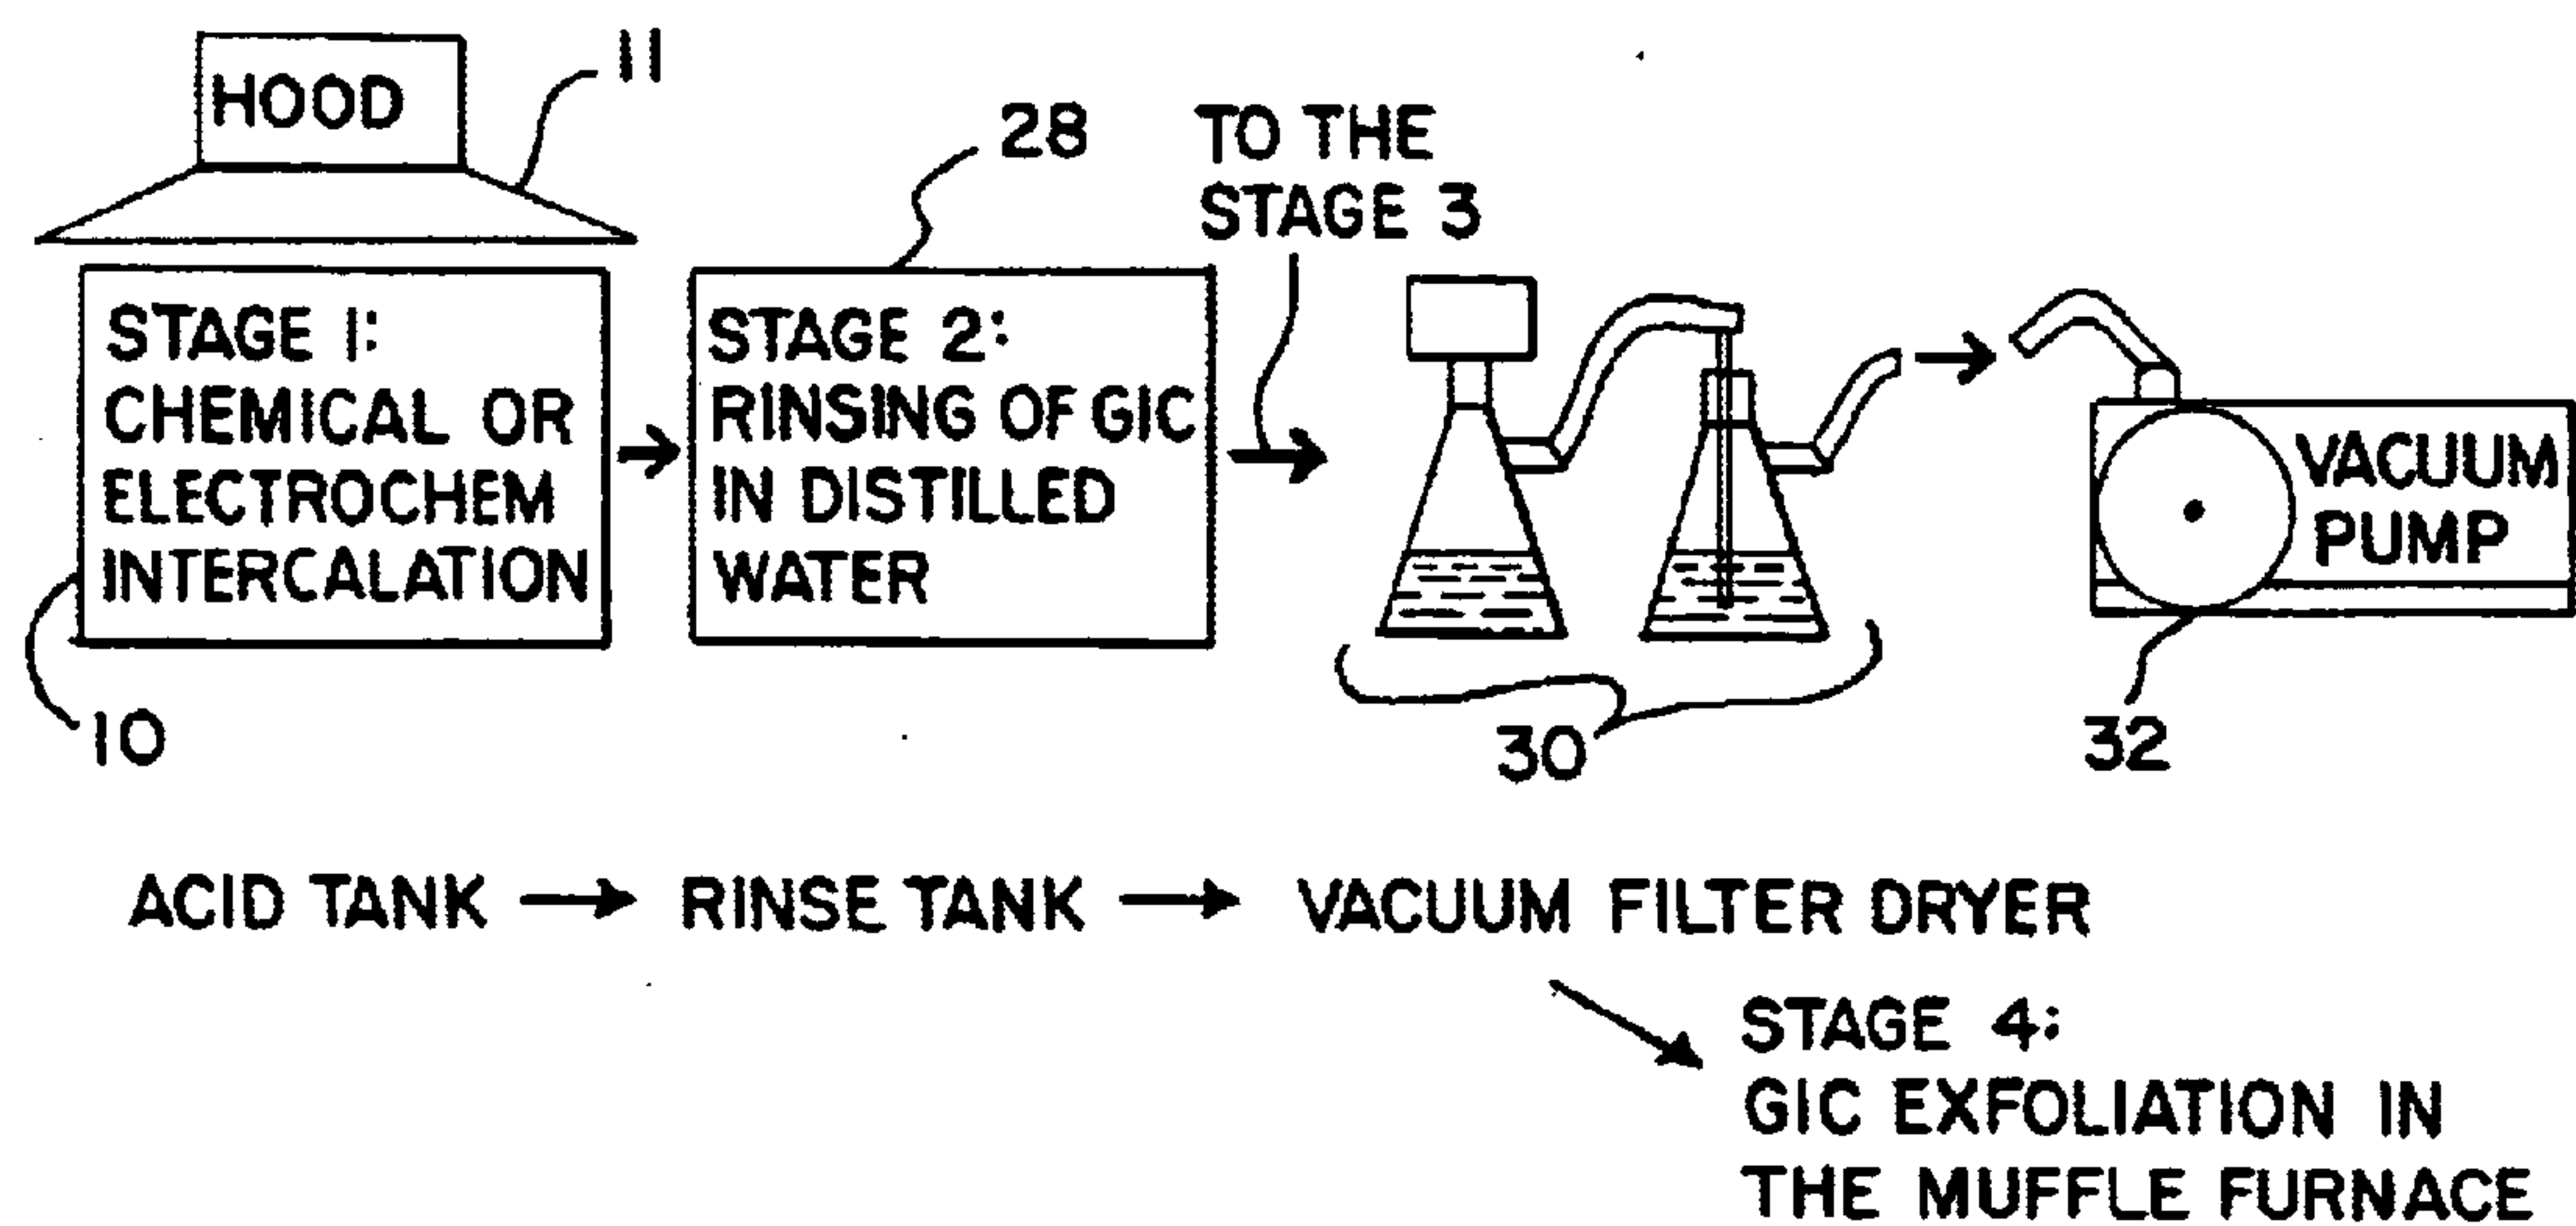 HOOD
11
28
TO THE
STAGE 3
STAGE 1:
CHEMICAL OR
ELECTROCHEM
INTERCALATION
STAGE 2:
RINSING OF GIC
IN DISTILLED
WATER
VACUUM
PUMP
10
30
32
ACID TANK → RINSE TANK → VACUUM FILTER DRYER
STAGE 4:
GIC EXFOLIATION IN
THE MUFFLE FURNACE